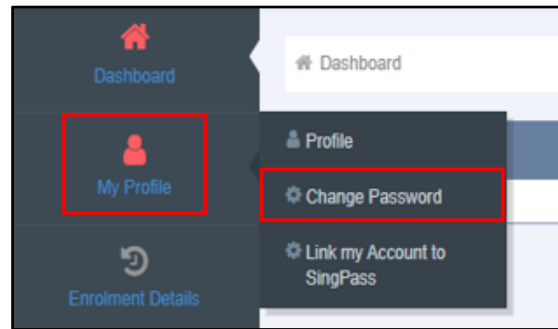 Dashboard
Dashboard
My Profile
Profile
Change Password
Link my Account to
SingPass
Enrolment Details